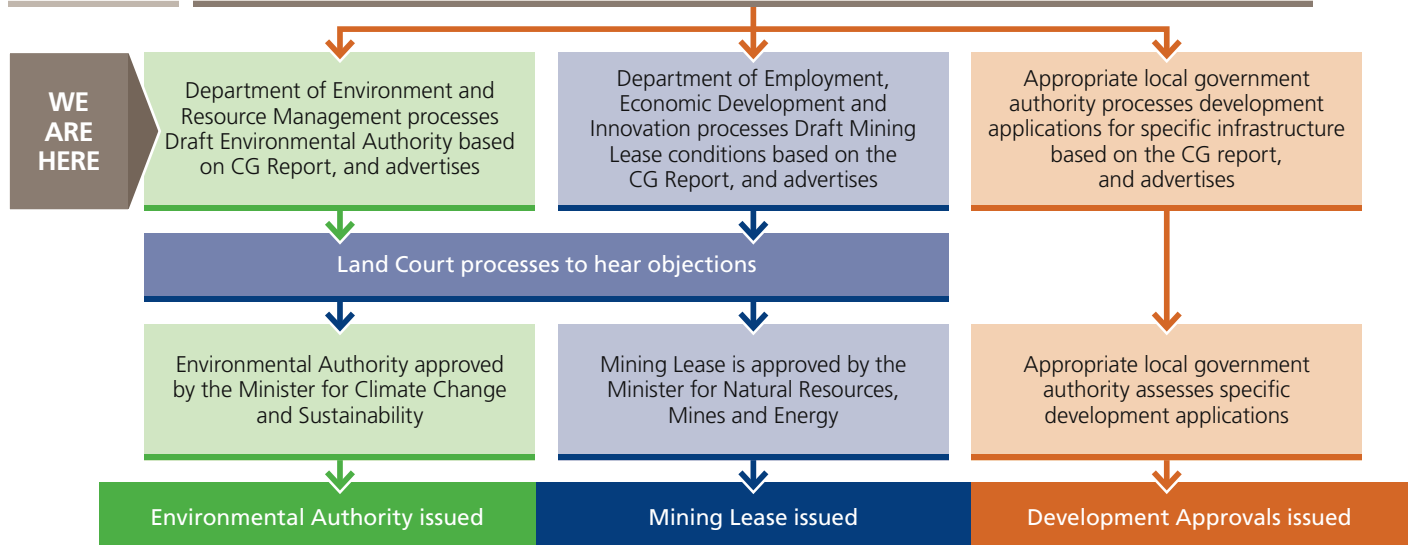 WE
ARE
HERE
Department of Environment and
Resource Management processes
Draft Environmental Authority based
on CG Report, and advertises
Department of Employment,
Economic Development and
Innovation processes Draft Mining
Lease conditions based on the
CG Report, and advertises
Appropriate local government
authority processes development
applications for specific infrastructure
based on the CG report,
and advertises
Land Court processes to hear objections
Environmental Authority approved
by the Minister for Climate Change
and Sustainability
Mining Lease is approved by the
Minister for Natural Resources,
Mines and Energy
Appropriate local government
authority assesses specific
development applications
Environmental Authority issued
Mining Lease issued
Development Approvals issued